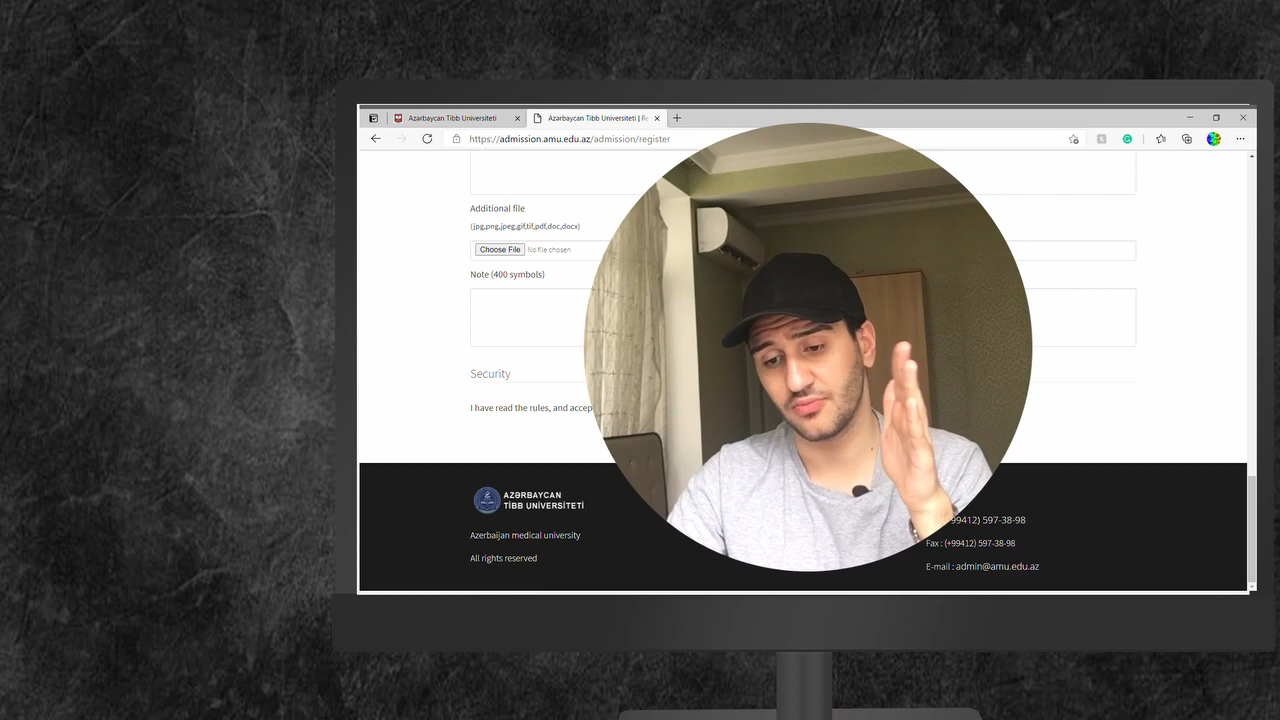 Azərbaycan Tibb Universiteti
Azərbaycan Tibb Universiteti |
https://admission.amu.edu.az/admission/register
Additional file
(jpg,png,jpeg,gif,tif,pdf,doc,docx)
Choose File No file chosen
Note (400 symbols)
Security
I have read the rules, and accep
AZƏRBAYCAN
TİBB UNİVERSİTETİ
Azerbaijan medical university
All rights reserved
99412) 597-38-98
Fax : (+99412) 597-38-98
E-mail : admin@amu.edu.az